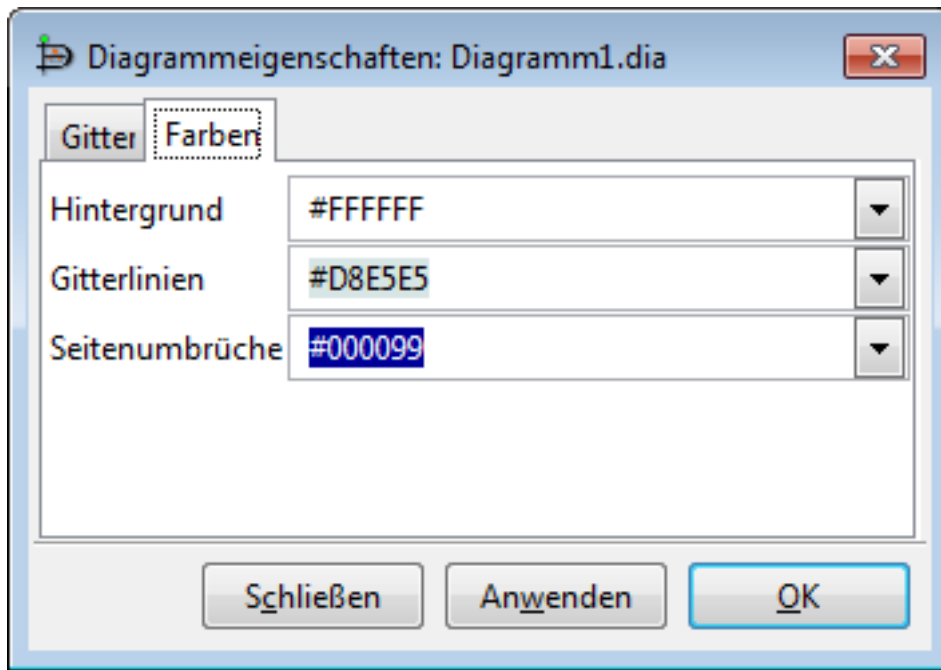 Diagrammeigenschaften: Diagramm1.dia
Gitter Farben
Hintergrund #FFFFFF
Gitterlinien #D8E5E5
Seitenumbrüche #000099
Schließen Anwenden OK